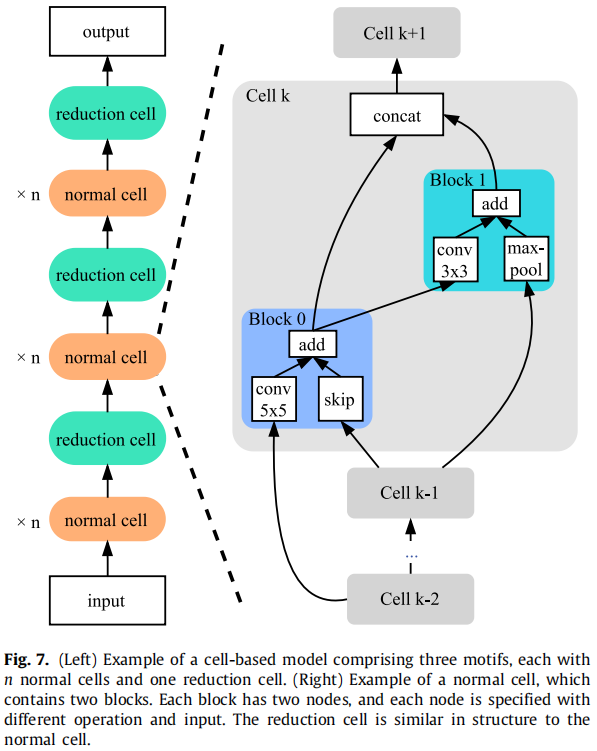 output
reduction cell
× n
normal cell
reduction cell
× n
normal cell
reduction cell
× n
normal cell
input
Cell k+1
Cell k
concat
Block 1
add
conv
3x3
max-
pool
Block 0
add
conv
5x5
skip
Cell k-1
...
Cell k-2
Fig. 7. (Left) Example of a cell-based model comprising three motifs, each with
n normal cells and one reduction cell. (Right) Example of a normal cell, which
contains two blocks. Each block has two nodes, and each node is specified with
different operation and input. The reduction cell is similar in structure to the
normal cell.